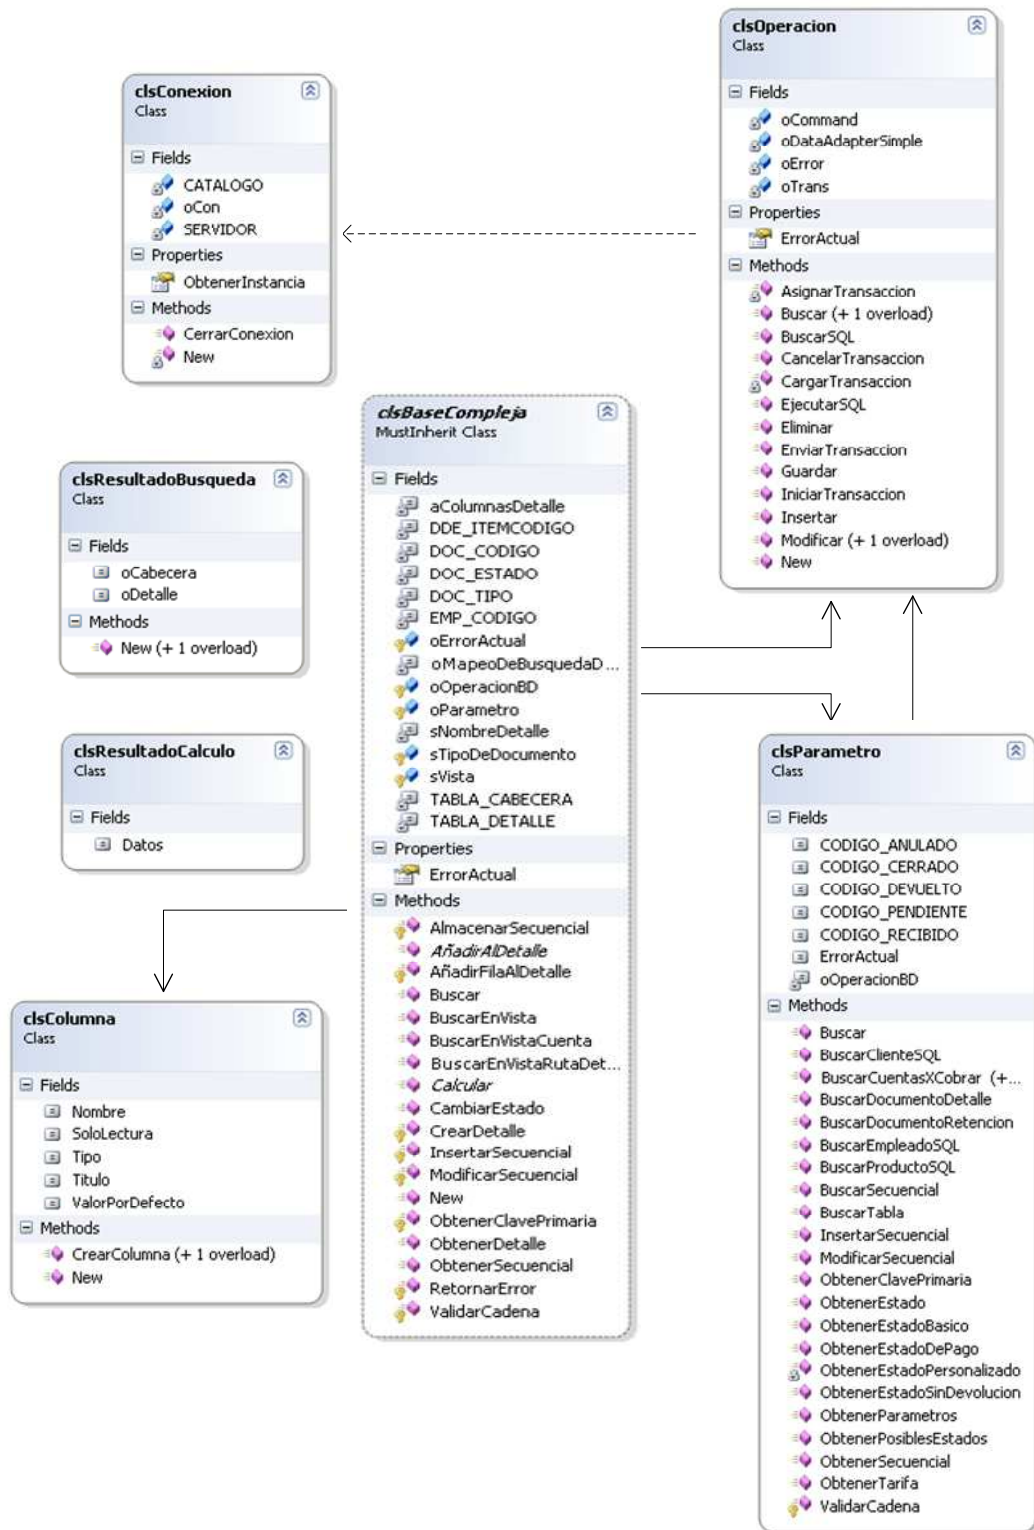 clsConexion
Class
Fields
CATALOGO
oCon
SERVIDOR
Properties
ObtenerInstancia
Methods
CerrarConexion
New
clsOperacion
Class
Fields
oCommand
oDataAdapterSimple
oError
oTrans
Properties
ErrorActual
Methods
AsignarTransaccion
Buscar (+ 1 overload)
BuscarSQL
CancelarTransaccion
CargarTransaccion
EjecutarSQL
Eliminar
EnviarTransaccion
Guardar
IniciarTransaccion
Insertar
Modificar (+ 1 overload)
New
clsResultadoBusqueda
Class
Fields
oCabecera
oDetalle
Methods
New (+ 1 overload)
clsResultadoCalculo
Class
Fields
Datos
clsBaseCompleja
MustInherit Class
Fields
aColumnasDetalle
DDE_ITEMCODIGO
DOC_CODIGO
DOC_ESTADO
DOC_TIPO
EMP_CODIGO
oErrorActual
oMapeoDeBusquedaD...
oOperacionBD
oParametro
sNombreDetalle
sTipoDeDocumento
sVista
TABLA_CABECERA
TABLA_DETALLE
Properties
ErrorActual
Methods
AlmacenarSecuencial
AñadirAlDetalle
AñadirFilaAlDetalle
Buscar
BuscarEnVista
BuscarEnVistaCuenta
BuscarEnVistaRutaDet...
Calcular
CambiarEstado
CrearDetalle
InsertarSecuencial
ModificarSecuencial
New
ObtenerClavePrimaria
ObtenerDetalle
ObtenerSecuencial
RetornarError
ValidarCadena
clsColumna
Class
Fields
Nombre
SoloLectura
Tipo
Titulo
ValorPorDefecto
Methods
CrearColumna (+ 1 overload)
New
clsParametro
Class
Fields
CODIGO_ANULADO
CODIGO_CERRADO
CODIGO_DEVUELTO
CODIGO_PENDIENTE
CODIGO_RECIBIDO
ErrorActual
oOperacionBD
Methods
Buscar
BuscarClienteSQL
BuscarCuentasXCobrar (+...
BuscarDocumentoDetalle
BuscarDocumentoRetencion
BuscarEmpleadoSQL
BuscarProductoSQL
BuscarSecuencial
BuscarTabla
InsertarSecuencial
ModificarSecuencial
ObtenerClavePrimaria
ObtenerEstado
ObtenerEstadoBasico
ObtenerEstadoDePago
ObtenerEstadoPersonalizado
ObtenerEstadoSinDevolucion
ObtenerParametros
ObtenerPosiblesEstados
ObtenerSecuencial
ObtenerTarifa
ValidarCadena